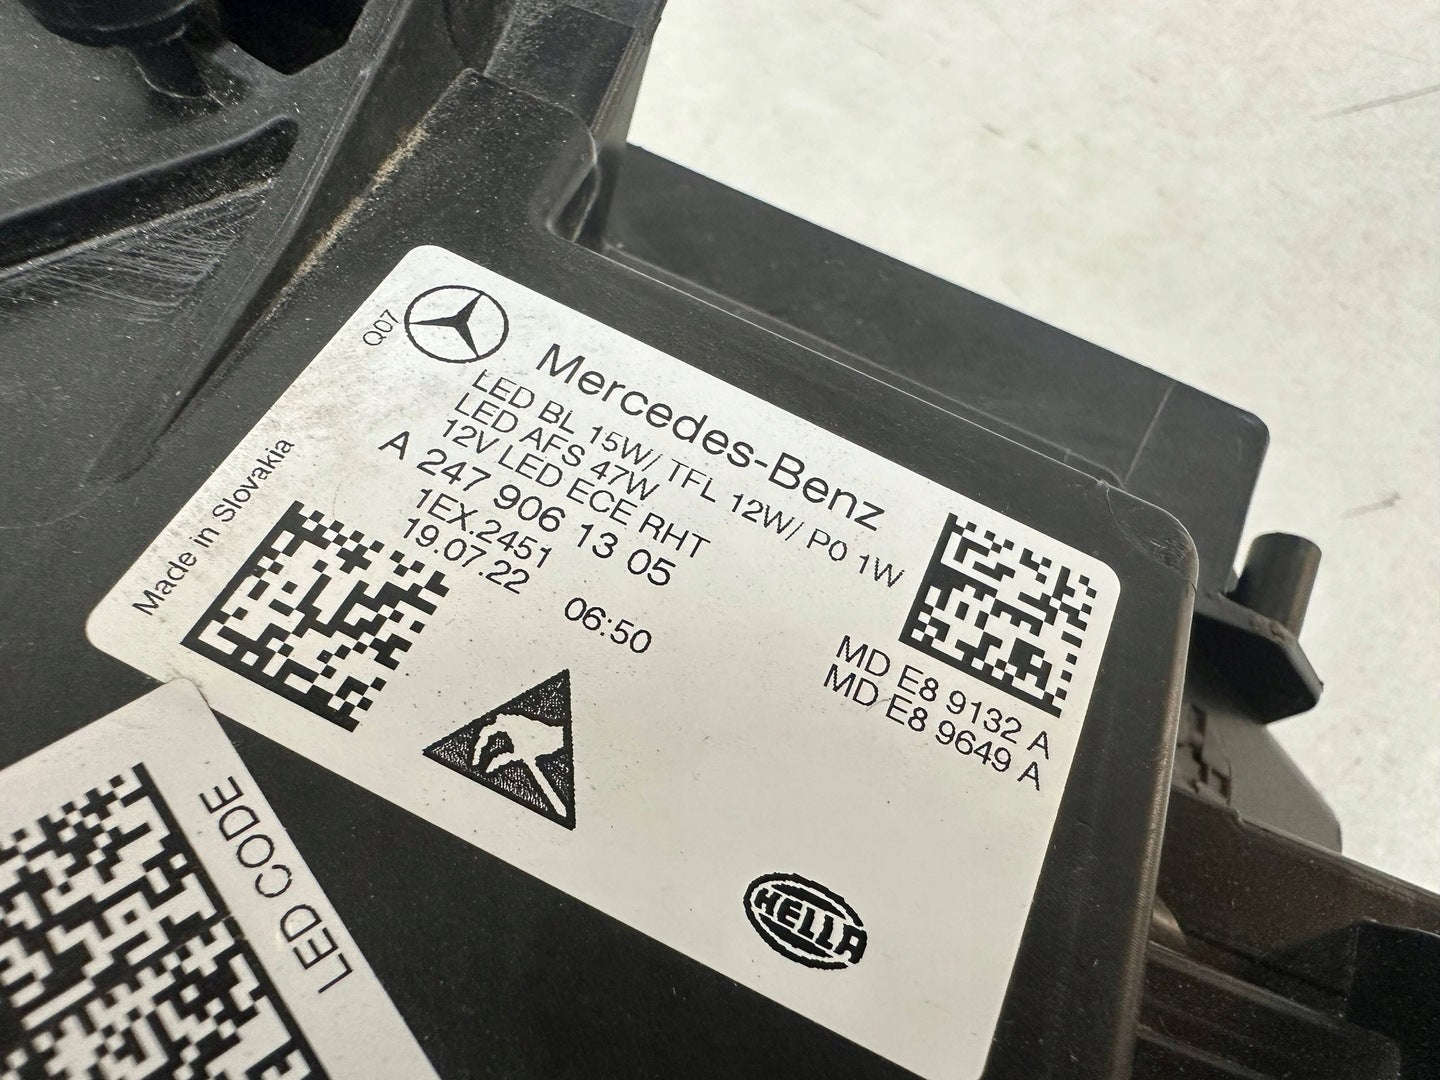 Q07
Mercedes-Benz
LED BL 15W/ TFL 12W/ PO 1W
LED AFS 47W
12V LED ECE RHT
A 247 906 13 05
1EX.2451
19.07.22 06:50
Made in Slovakia
MD E8 9132 A
MD E8 9649 A
HELLA
LED CODE